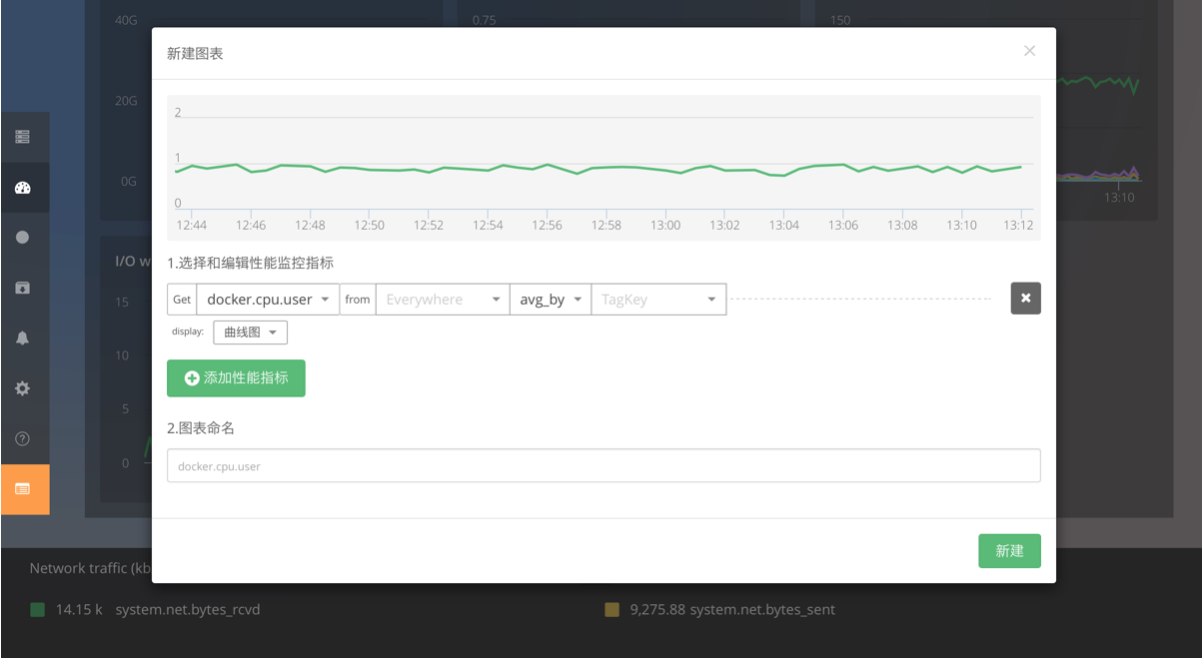 40G
0.75
150
新建图表
×
20G
0G
13:10
2
1
0
12:44 12:46 12:48 12:50 12:52 12:54 12:56 12:58 13:00 13:02 13:04 13:06 13:08 13:10 13:12
I/O w
15
10
5
0
1.选择和编辑性能监控指标
Get docker.cpu.user from Everywhere avg_by TagKey
display: 曲线图
添加性能指标
2.图表命名
docker.cpu.user
新建
Network traffic (kb
14.15 k system.net.bytes_rcvd
9,275.88 system.net.bytes_sent